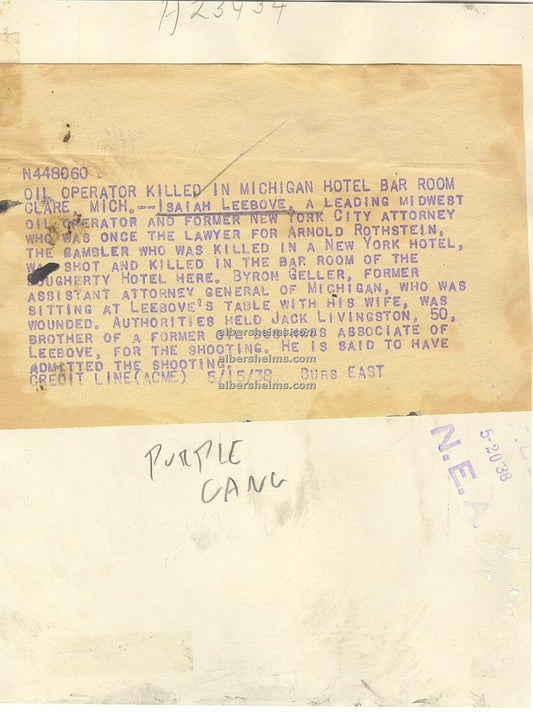 A23434
N448060
OIL OPERATOR KILLED IN MICHIGAN HOTEL BAR ROOM
CLARE, MICH.--ISAIAH LEEBOVE, A LEADING MIDWEST
OIL OPERATOR AND FORMER NEW YORK CITY ATTORNEY
WHO WAS ONCE THE LAWYER FOR ARNOLD ROTHSTEIN,
THE GAMBLER WHO WAS KILLED IN A NEW YORK HOTEL,
WAS SHOT AND KILLED IN THE BAR ROOM OF THE
DOUGHERTY HOTEL HERE. BYRON GELLER, FORMER
ASSISTANT ATTORNEY GENERAL OF MICHIGAN, WHO WAS
SITTING AT LEEBOVE'S TABLE WITH HIS WIFE, WAS
WOUNDED. AUTHORITIES HELD JACK LIVINGSTON, 50,
BROTHER OF A FORMER OIL BUSINESS ASSOCIATE OF
albersheims.com
LEEBOVE, FOR THE SHOOTING. HE IS SAID TO HAVE
ADMITTED THE SHOOTING.
albersheims.com
CREDIT LINE (ACME) 5/15/38 BURS EAST
PURPLE
GANG
5-20 38
N.E.A.